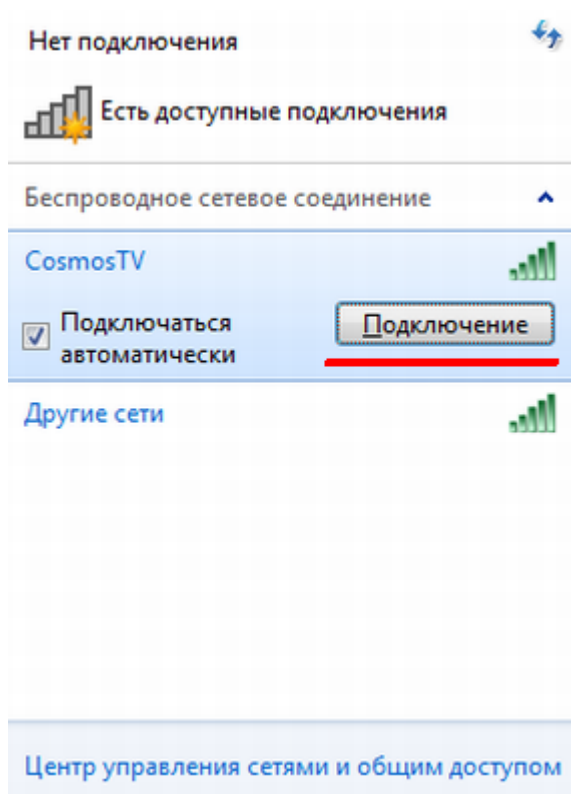 Нет подключения
Есть доступные подключения
Беспроводное сетевое соединение
CosmosTV
Подключаться
автоматически
Подключение
Другие сети
Центр управления сетями и общим доступом